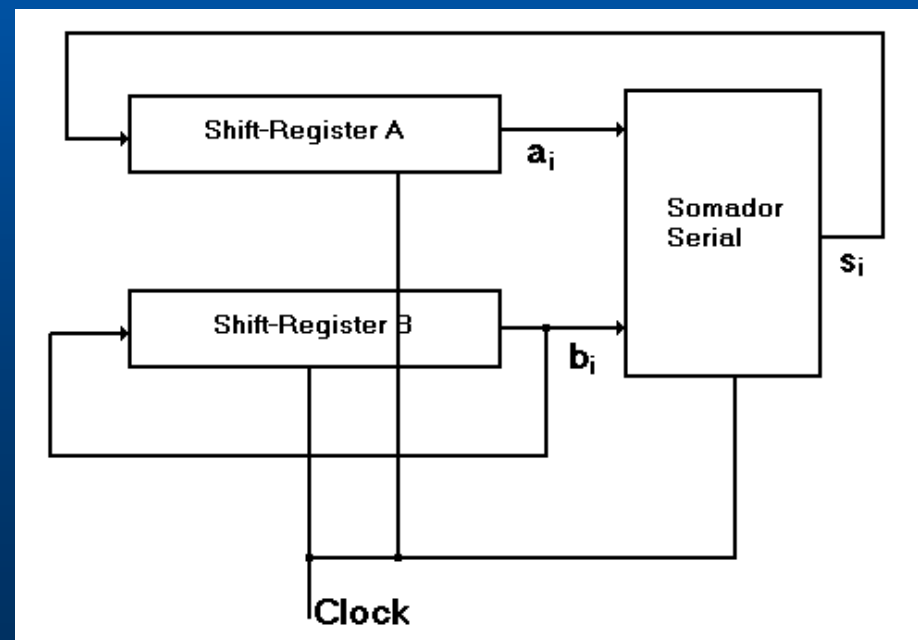 Shift-Register A
a_i
Somador
Serial
s_i
Shift-Register B
b_i
Clock